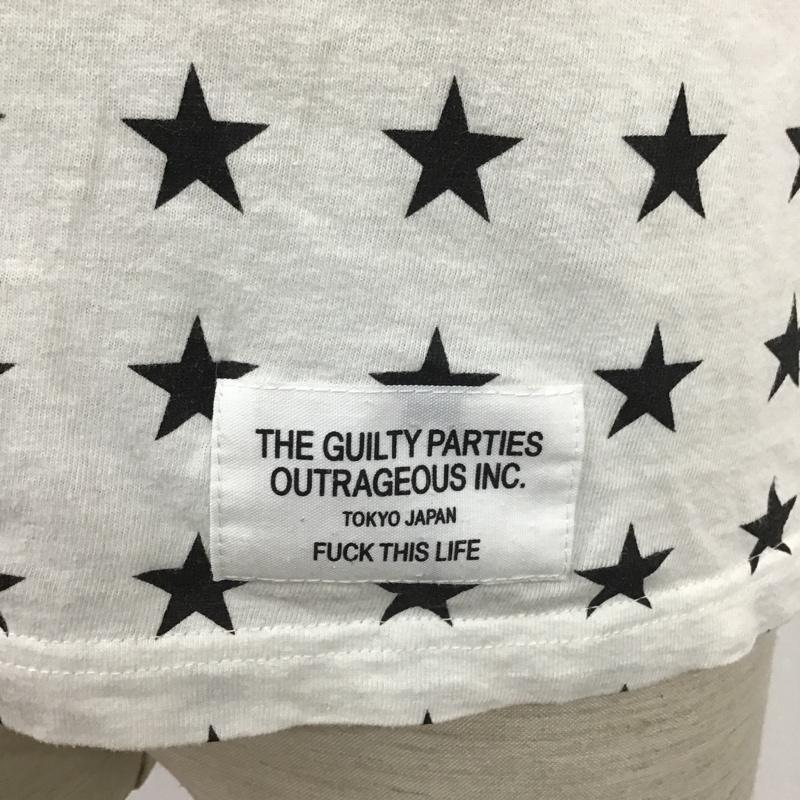 THE GUILTY PARTIES
OUTRAGEOUS INC.
TOKYO JAPAN
FUCK THIS LIFE